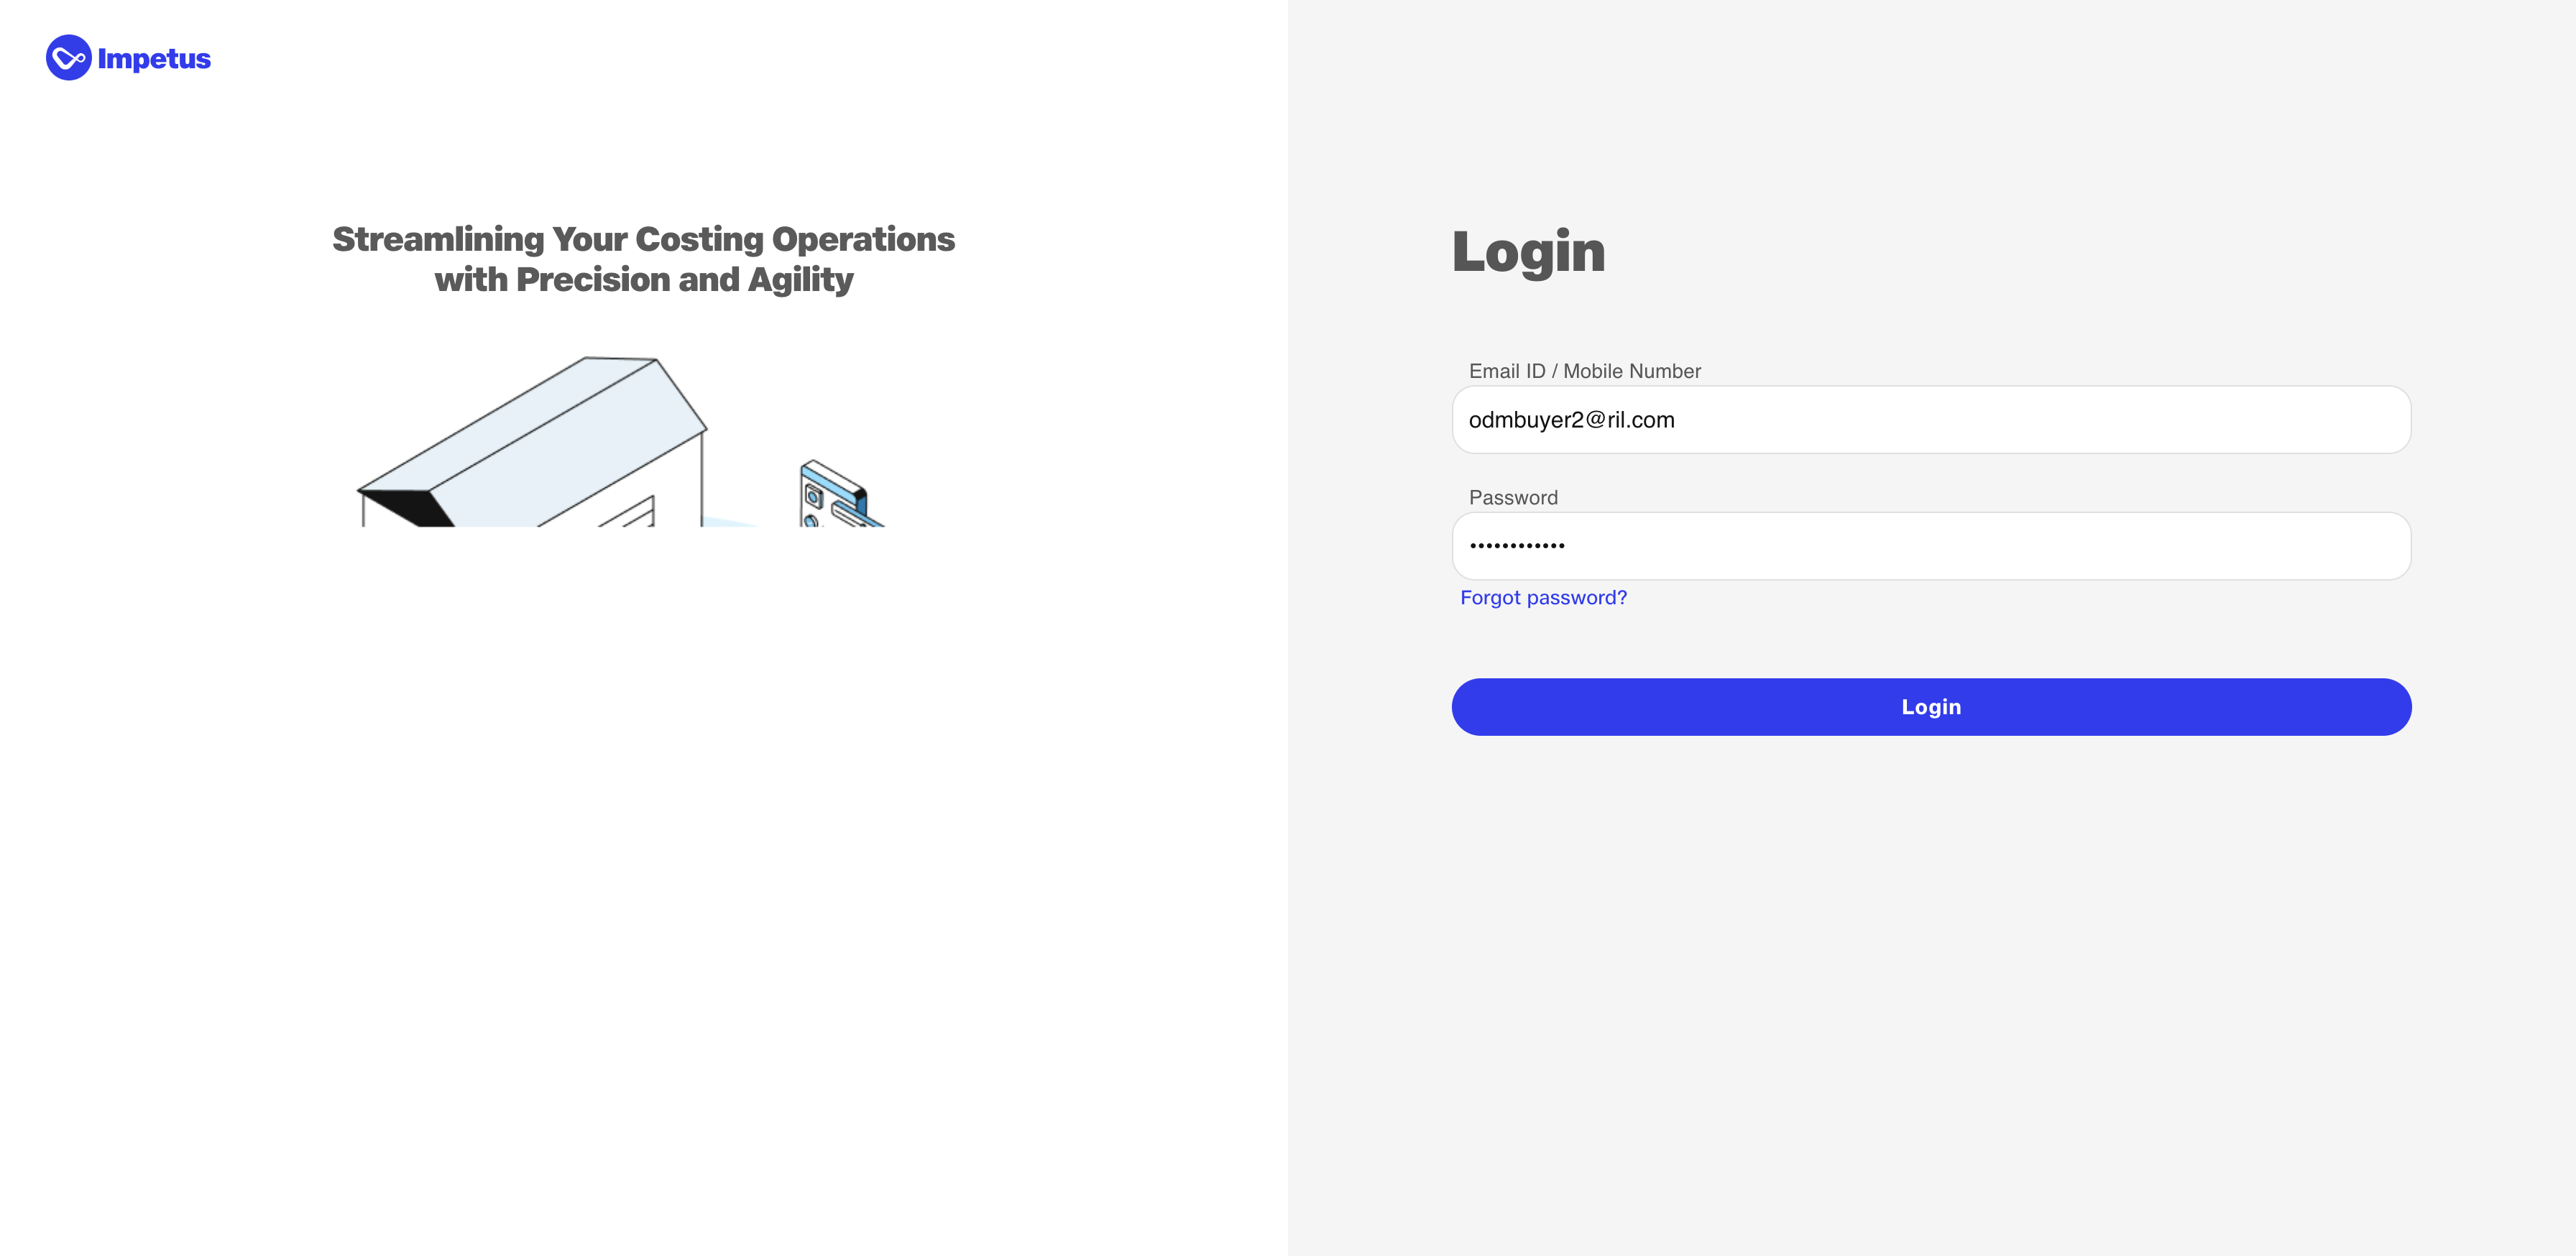 Impetus
Streamlining Your Costing Operations
with Precision and Agility
Login
Email ID / Mobile Number
odmbuyer2@ril.com
Password
••••••••••••
Forgot password?
Login